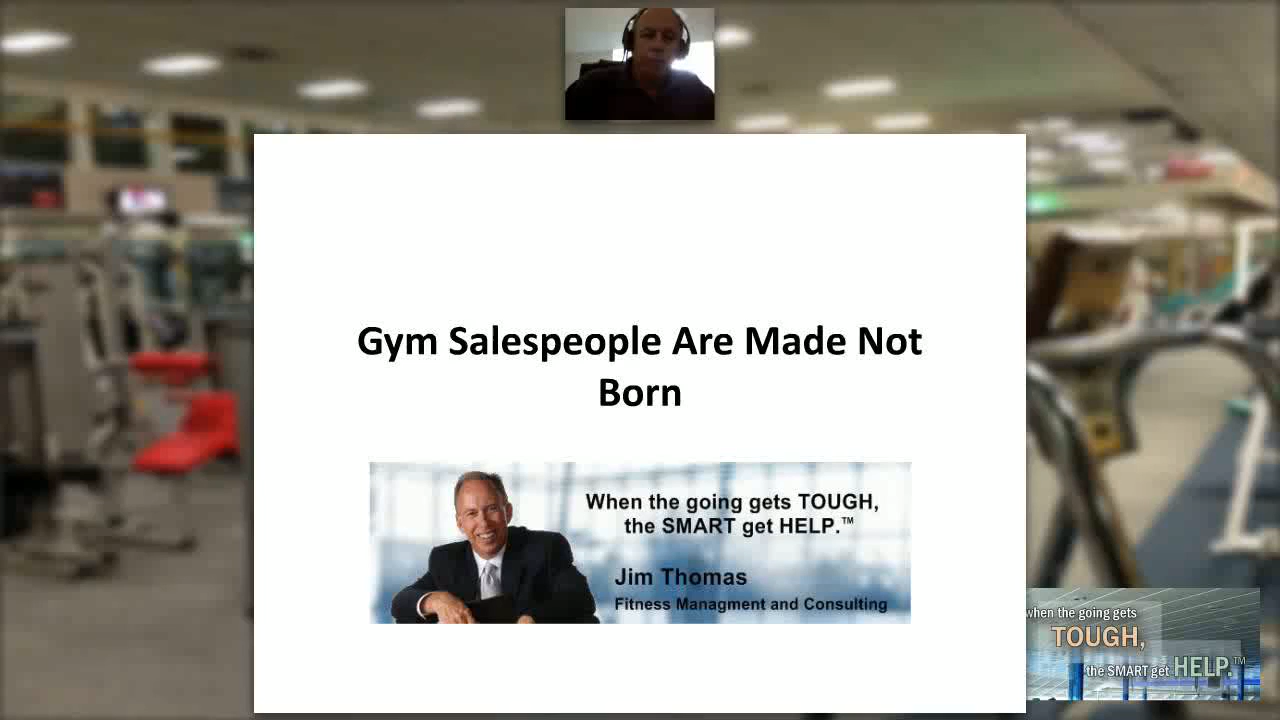 Gym Salespeople Are Made Not
Born
When the going gets TOUGH,
the SMART get HELP.™
Jim Thomas
Fitness Managment and Consulting
when the going gets
TOUGH,
the SMART get HELP.™